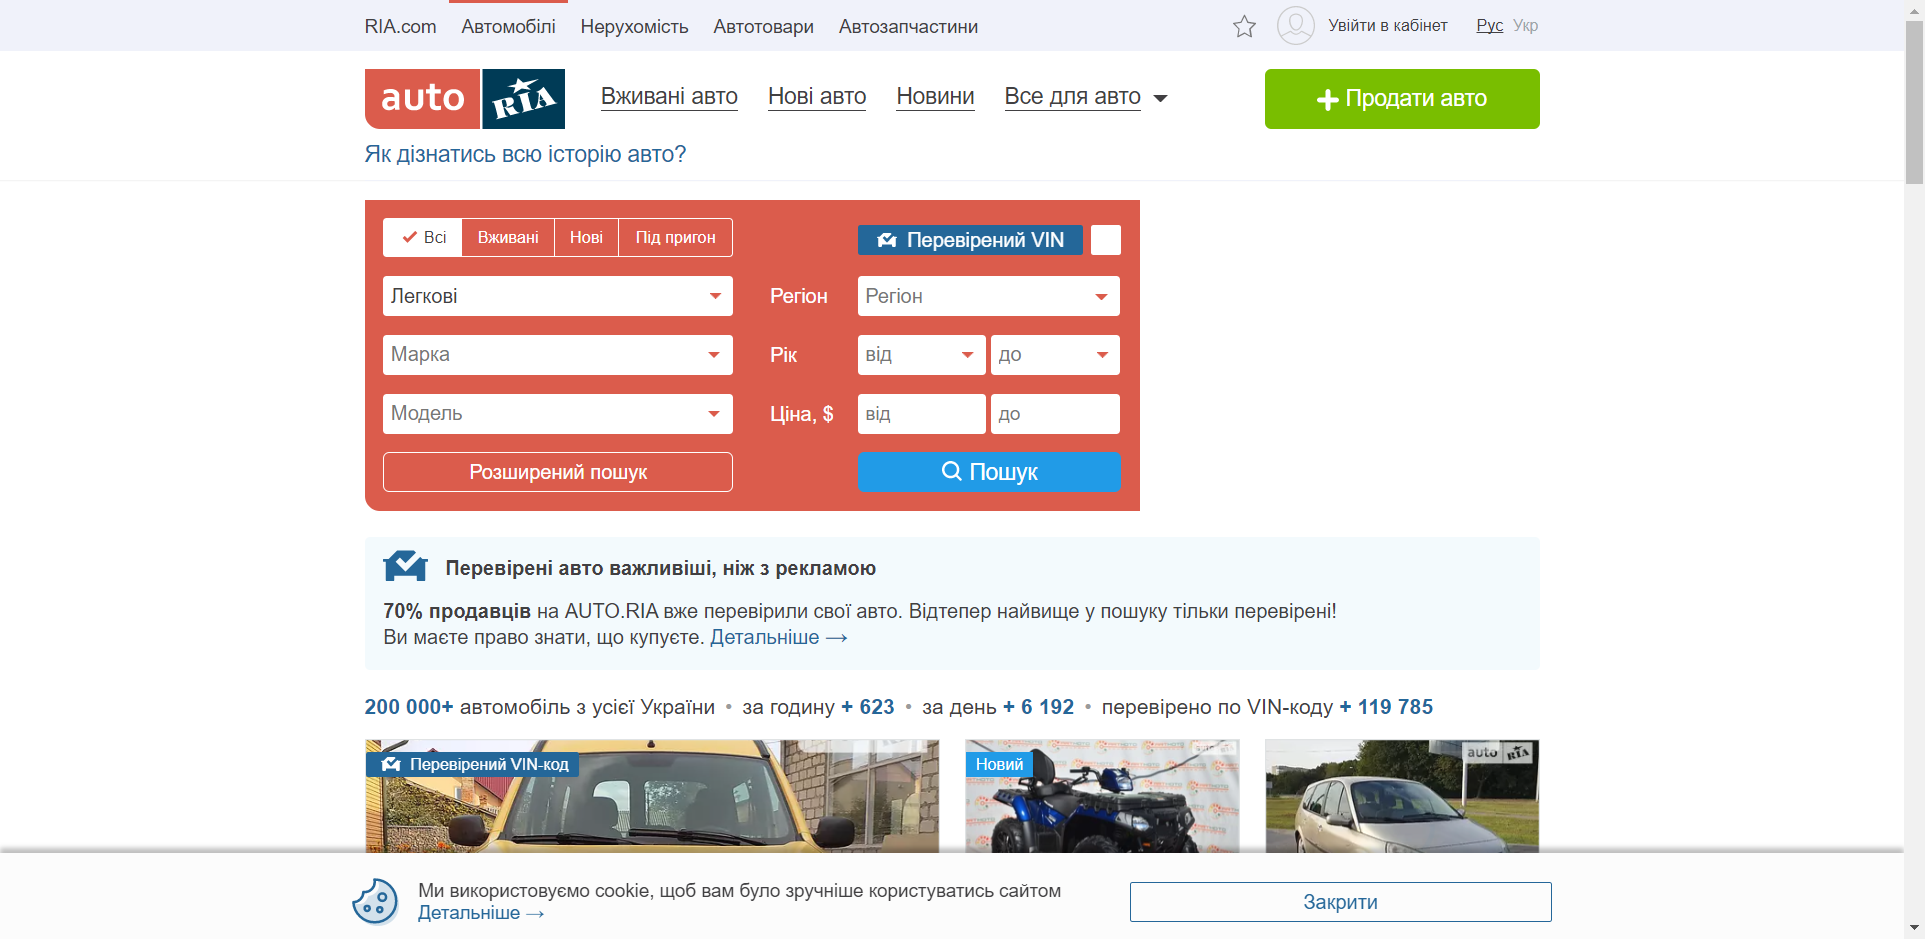 RIA.com Автомобілі Нерухомість Автотовари Автозапчастини Увійти в кабінет Рус Укр
auto RIA Вживані авто Нові авто Новини Все для авто Продати авто
Як дізнатись всю історію авто?
Всі Вживані Нові Під пригон Перевірений VIN
Легкові Регіон Регіон
Марка Рік від до
Модель Ціна, $ від до
Розширений пошук Пошук
Перевірені авто важливіші, ніж з рекламою
70% продавців на AUTO.RIA вже перевірили свої авто. Відтепер найвище у пошуку тільки перевірені!
Ви маєте право знати, що купуєте. Детальніше →
200 000+ автомобіль з усієї України • за годину + 623 • за день + 6 192 • перевірено по VIN-коду + 119 785
Перевірений VIN-код Новий auto RIA
Ми використовуємо cookie, щоб вам було зручніше користуватись сайтом
Детальніше →
Закрити